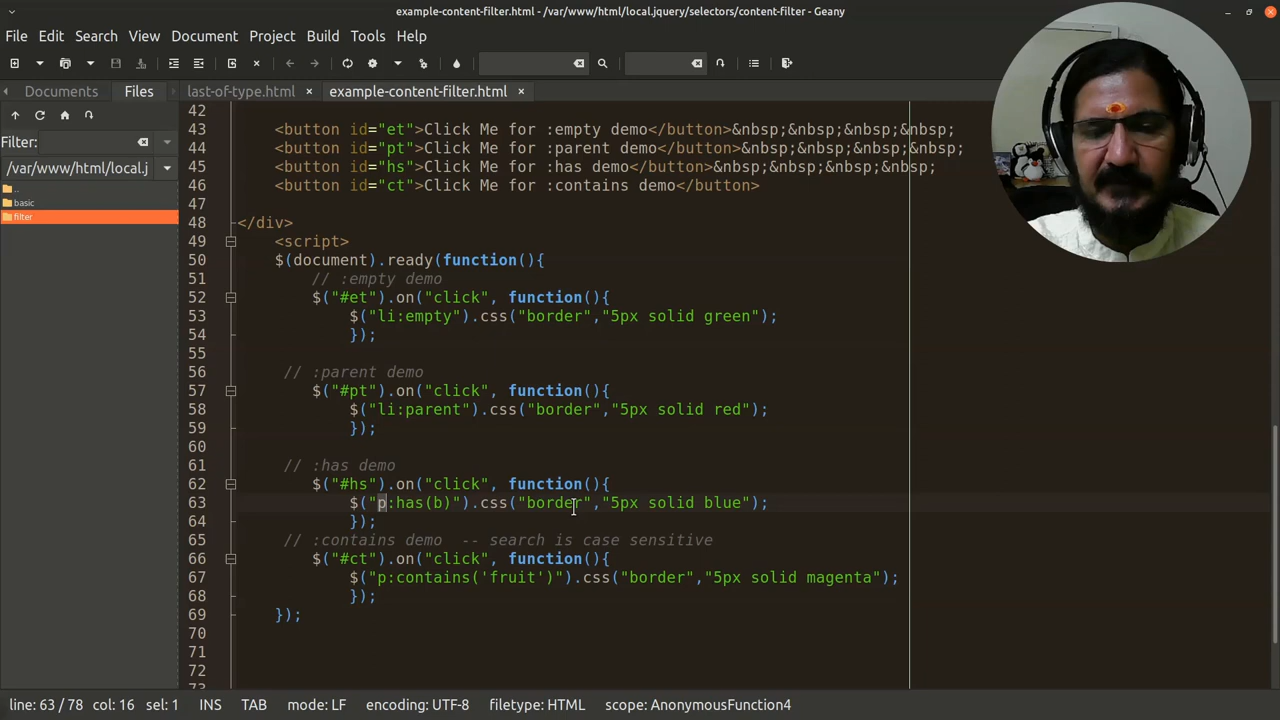 example-content-filter.html - /var/www/html/local.jquery/selectors/content-filter - Geany
File Edit Search View Document Project Build Tools Help
Documents Files last-of-type.html × example-content-filter.html ×
Filter:
/var/www/html/local.j
..
basic
filter
42
43 <button id="et">Click Me for :empty demo</button>&nbsp;&nbsp;&nbsp;&nbsp;
44 <button id="pt">Click Me for :parent demo</button>&nbsp;&nbsp;&nbsp;&nbsp;
45 <button id="hs">Click Me for :has demo</button>&nbsp;&nbsp;&nbsp;&nbsp;
46 <button id="ct">Click Me for :contains demo</button>
47
48 </div>
49 <script>
50 $(document).ready(function(){
51 // :empty demo
52 $("#et").on("click", function(){
53 $("li:empty").css("border","5px solid green");
54 });
55
56 // :parent demo
57 $("#pt").on("click", function(){
58 $("li:parent").css("border","5px solid red");
59 });
60
61 // :has demo
62 $("#hs").on("click", function(){
63 $("p:has(b)").css("border","5px solid blue");
64 });
65 // :contains demo -- search is case sensitive
66 $("#ct").on("click", function(){
67 $("p:contains('fruit')").css("border","5px solid magenta");
68 });
69 });
70
71
72
73
line: 63 / 78 col: 16 sel: 1 INS TAB mode: LF encoding: UTF-8 filetype: HTML scope: AnonymousFunction4